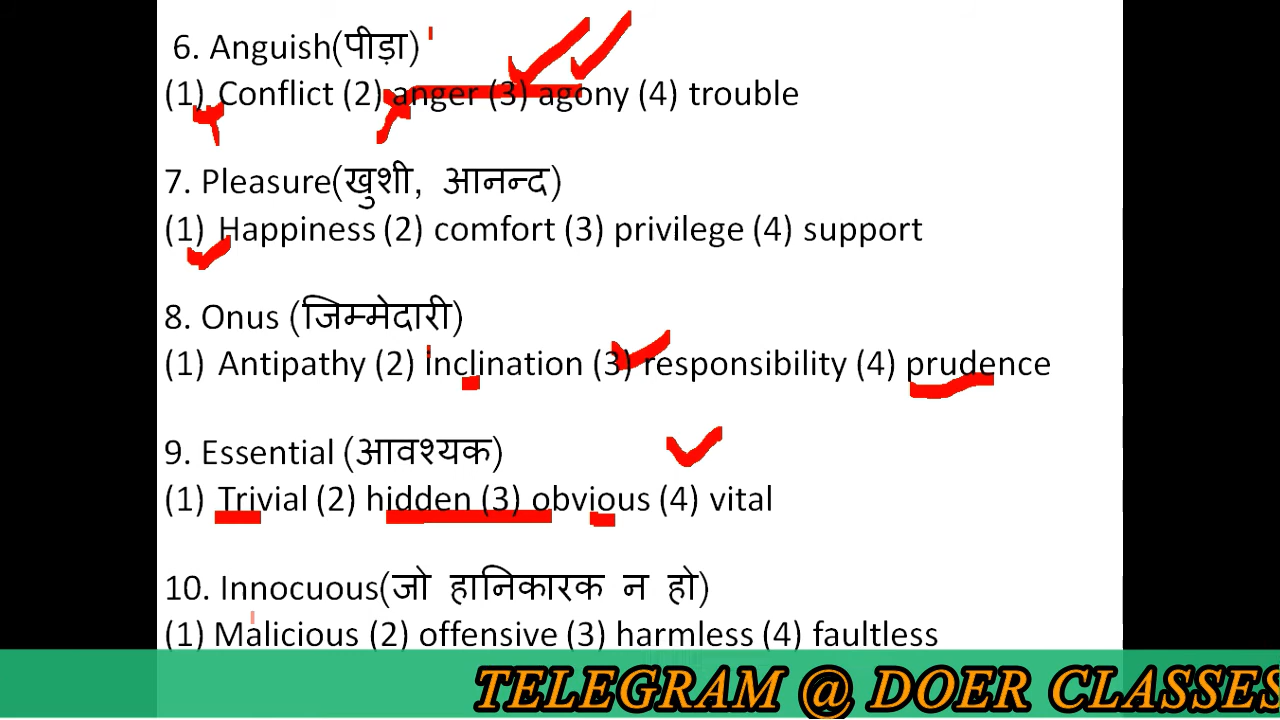 6. Anguish(पीड़ा)
(1) Conflict (2) anger (3) agony (4) trouble
7. Pleasure(खुशी, आनन्द)
(1) Happiness (2) comfort (3) privilege (4) support
8. Onus (जिम्मेदारी)
(1) Antipathy (2) inclination (3) responsibility (4) prudence
9. Essential (आवश्यक)
(1) Trivial (2) hidden (3) obvious (4) vital
10. Innocuous(जो हानिकारक न हो)
(1) Malicious (2) offensive (3) harmless (4) faultless
TELEGRAM @ DOER CLASSES